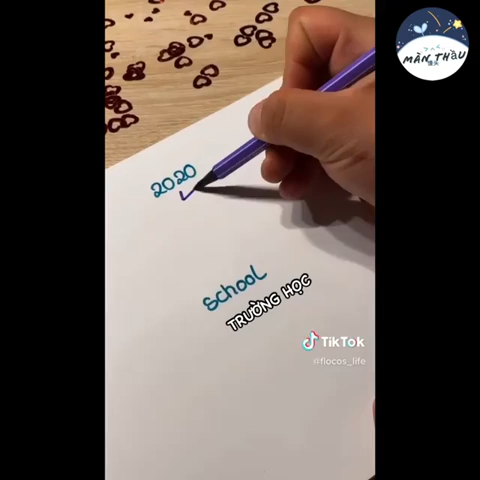 MÀN THẦU
2020
school
TRƯỜNG HỌC
TikTok
@flocos_life